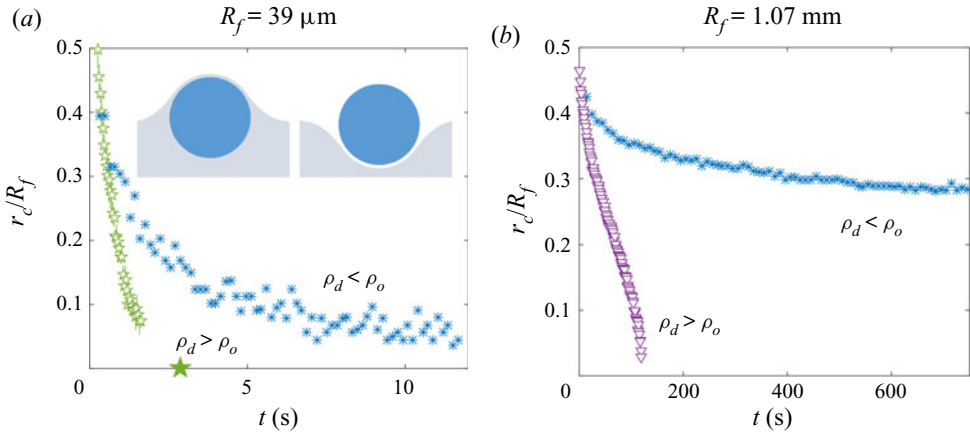 (a)
R_f = 39 μm
0.5
0.4
0.3
0.2
0.1
r_c/R_f
ρ_d < ρ_o
ρ_d > ρ_o
0
5
10
t (s)
(b)
R_f = 1.07 mm
0.5
0.4
0.3
0.2
0.1
r_c/R_f
ρ_d < ρ_o
ρ_d > ρ_o
0
200
400
600
t (s)